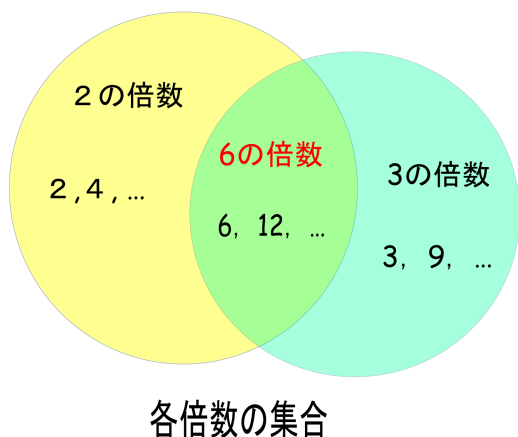 ２の倍数
2 , 4 , ...
6の倍数
6, 12, ...
3の倍数
3, 9, ...
各倍数の集合